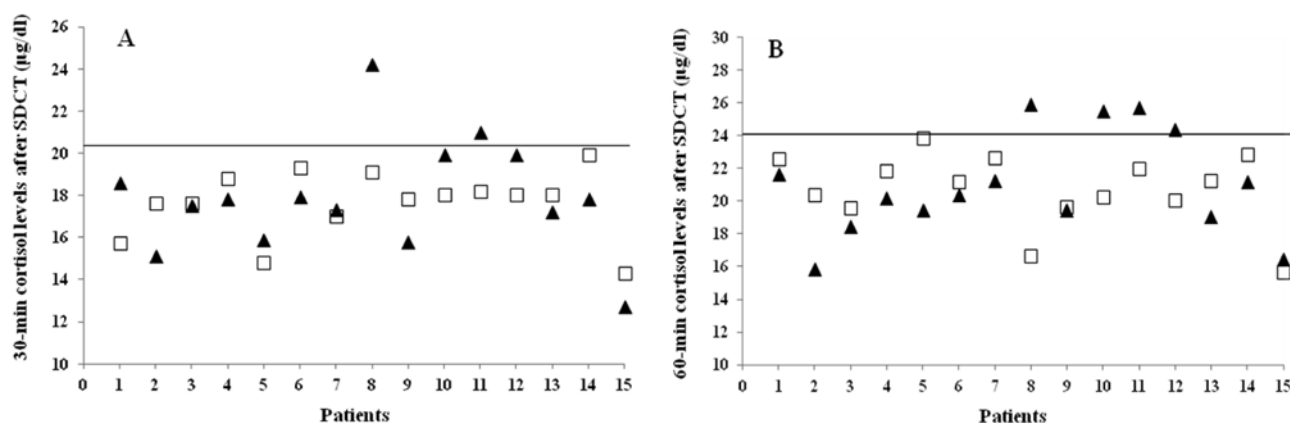 A
30-min cortisol levels after SDCT (µg/dl)
26
24
22
20
18
16
14
12
10
0 1 2 3 4 5 6 7 8 9 10 11 12 13 14 15
Patients
B
60-min cortisol levels after SDCT (µg/dl)
30
28
26
24
22
20
18
16
14
12
10
0 1 2 3 4 5 6 7 8 9 10 11 12 13 14 15
Patients